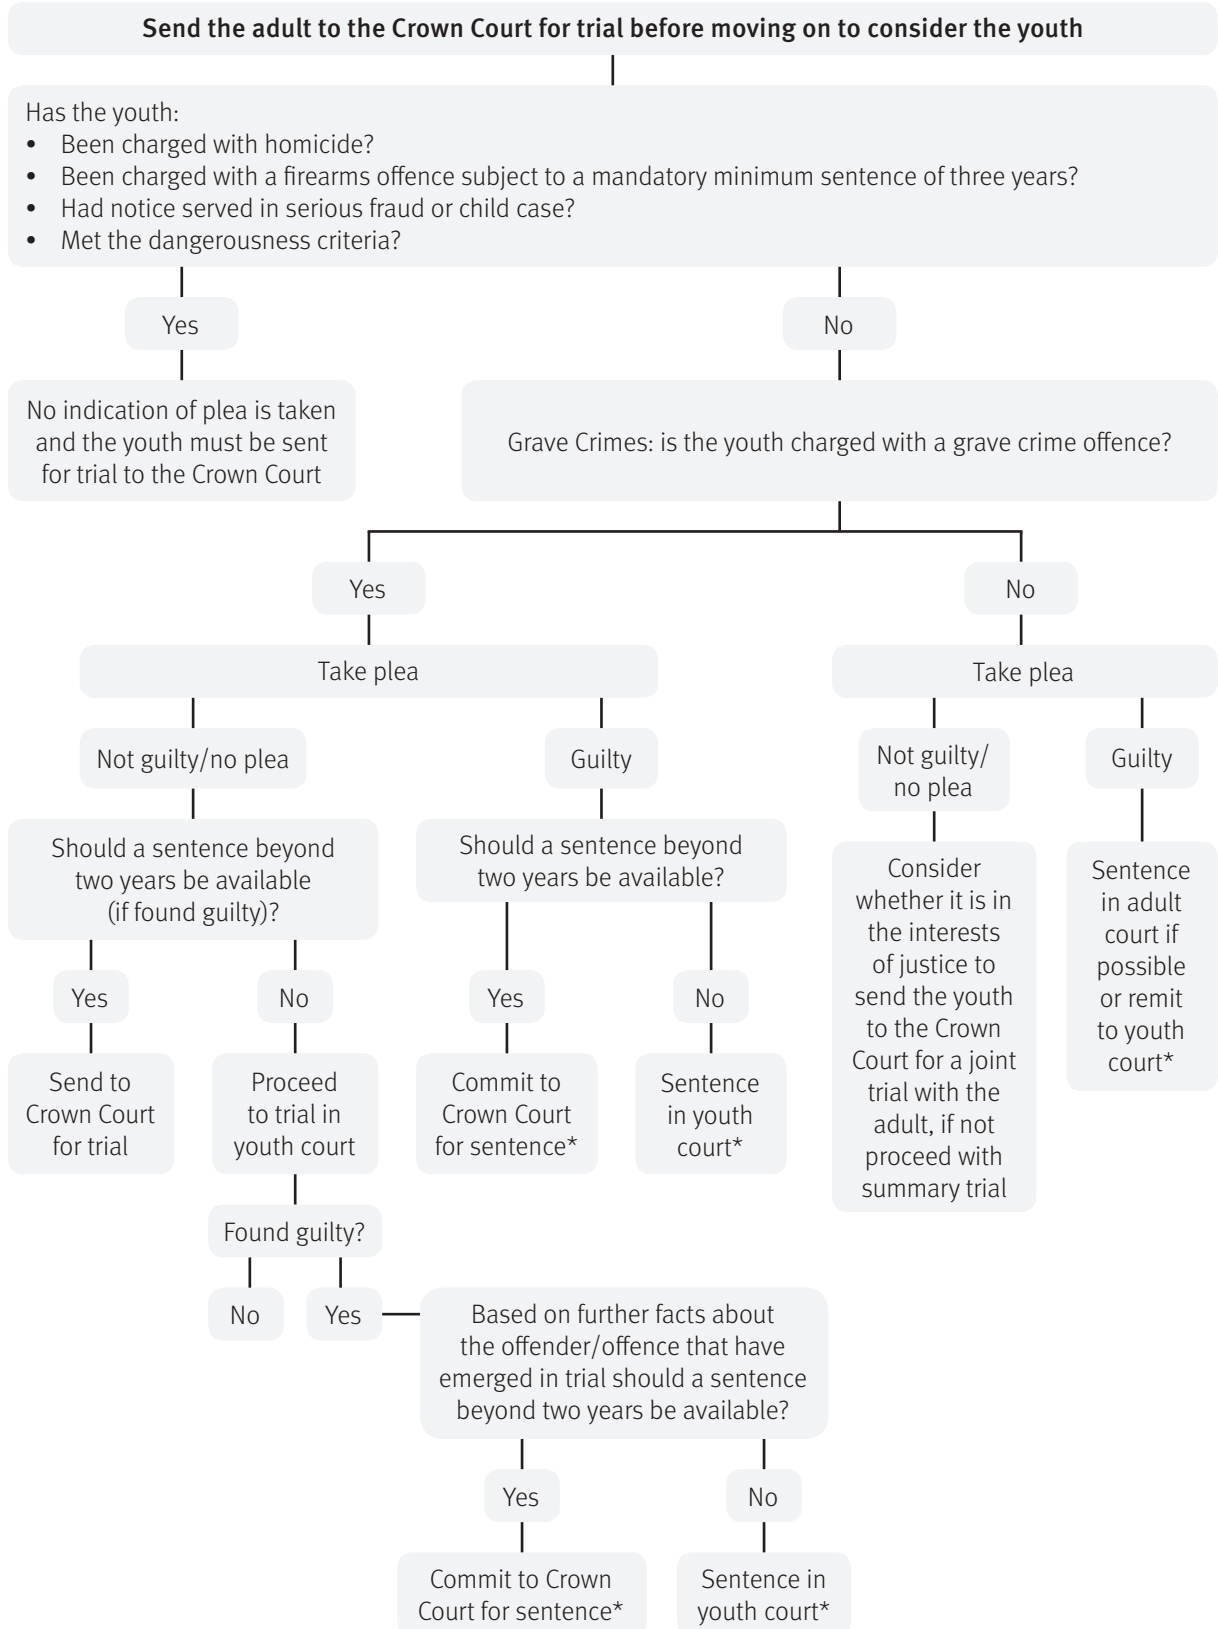 Send the adult to the Crown Court for trial before moving on to consider the youth
Has the youth:
• Been charged with homicide?
• Been charged with a firearms offence subject to a mandatory minimum sentence of three years?
• Had notice served in serious fraud or child case?
• Met the dangerousness criteria?
Yes
No
No indication of plea is taken
and the youth must be sent
for trial to the Crown Court
Grave Crimes: is the youth charged with a grave crime offence?
Yes
No
Take plea
Take plea
Not guilty/no plea
Guilty
Not guilty/
no plea
Guilty
Should a sentence beyond
two years be available
(if found guilty)?
Should a sentence beyond
two years be available?
Consider
whether it is in
the interests
of justice to
send the youth
to the Crown
Court for a joint
trial with the
adult, if not
proceed with
summary trial
Sentence
in adult
court if
possible
or remit
to youth
court*
Yes
No
Yes
No
Send to
Crown Court
for trial
Proceed
to trial in
youth court
Commit to
Crown Court
for sentence*
Sentence
in youth
court*
Found guilty?
No
Yes
Based on further facts about
the offender/offence that have
emerged in trial should a sentence
beyond two years be available?
Yes
No
Commit to Crown
Court for sentence*
Sentence in
youth court*